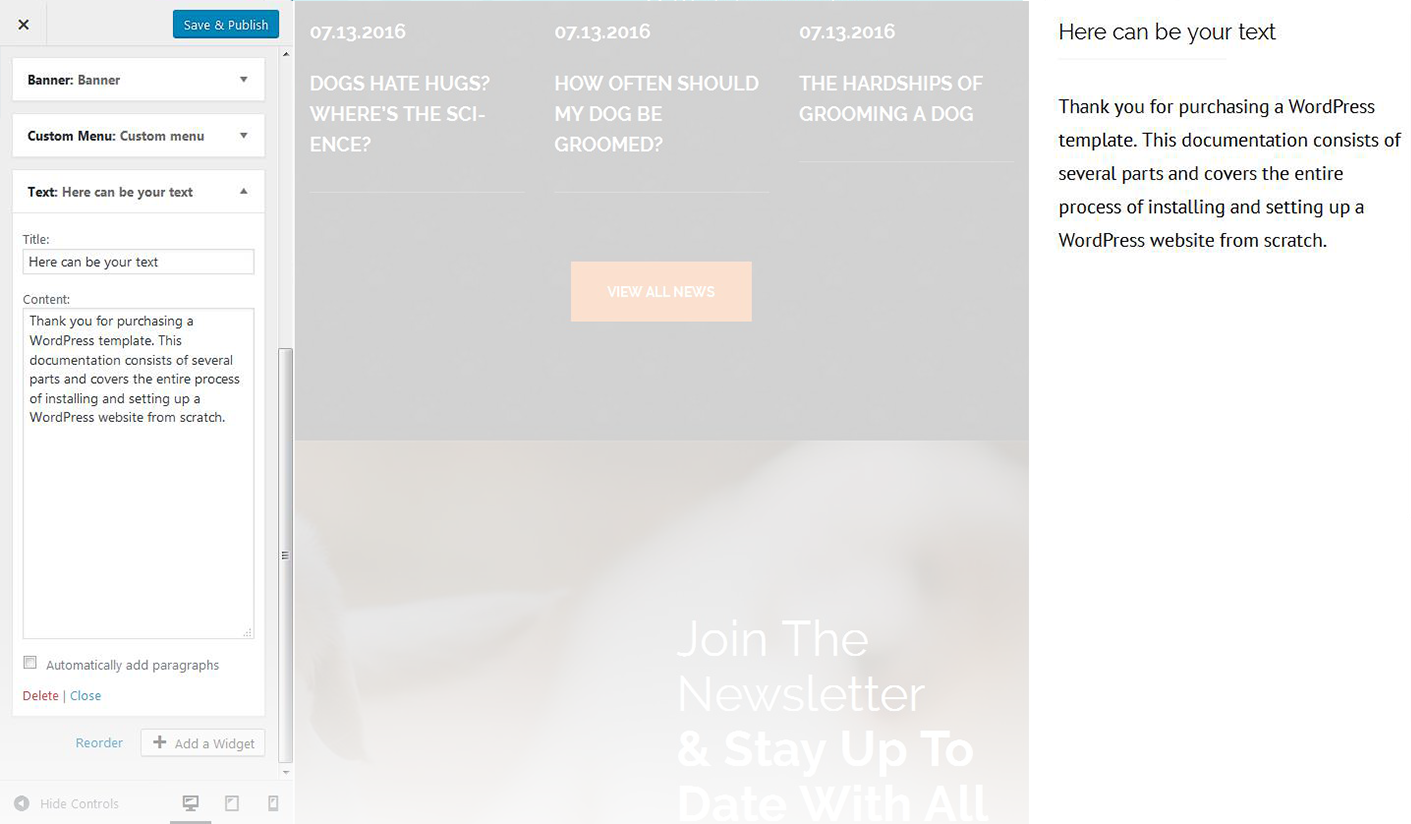 Save & Publish
Banner: Banner
Custom Menu: Custom menu
Text: Here can be your text
Title:
Here can be your text
Content:
Thank you for purchasing a
WordPress template. This
documentation consists of several
parts and covers the entire process
of installing and setting up a
WordPress website from scratch.
Automatically add paragraphs
Delete | Close
Reorder
Add a Widget
Hide Controls
07.13.2016
DOGS HATE HUGS?
WHERE'S THE SCI-
ENCE?
07.13.2016
HOW OFTEN SHOULD
MY DOG BE
GROOMED?
07.13.2016
THE HARDSHIPS OF
GROOMING A DOG
VIEW ALL NEWS
Join The
Newsletter
& Stay Up To
Date With All
Here can be your text
Thank you for purchasing a WordPress
template. This documentation consists of
several parts and covers the entire
process of installing and setting up a
WordPress website from scratch.